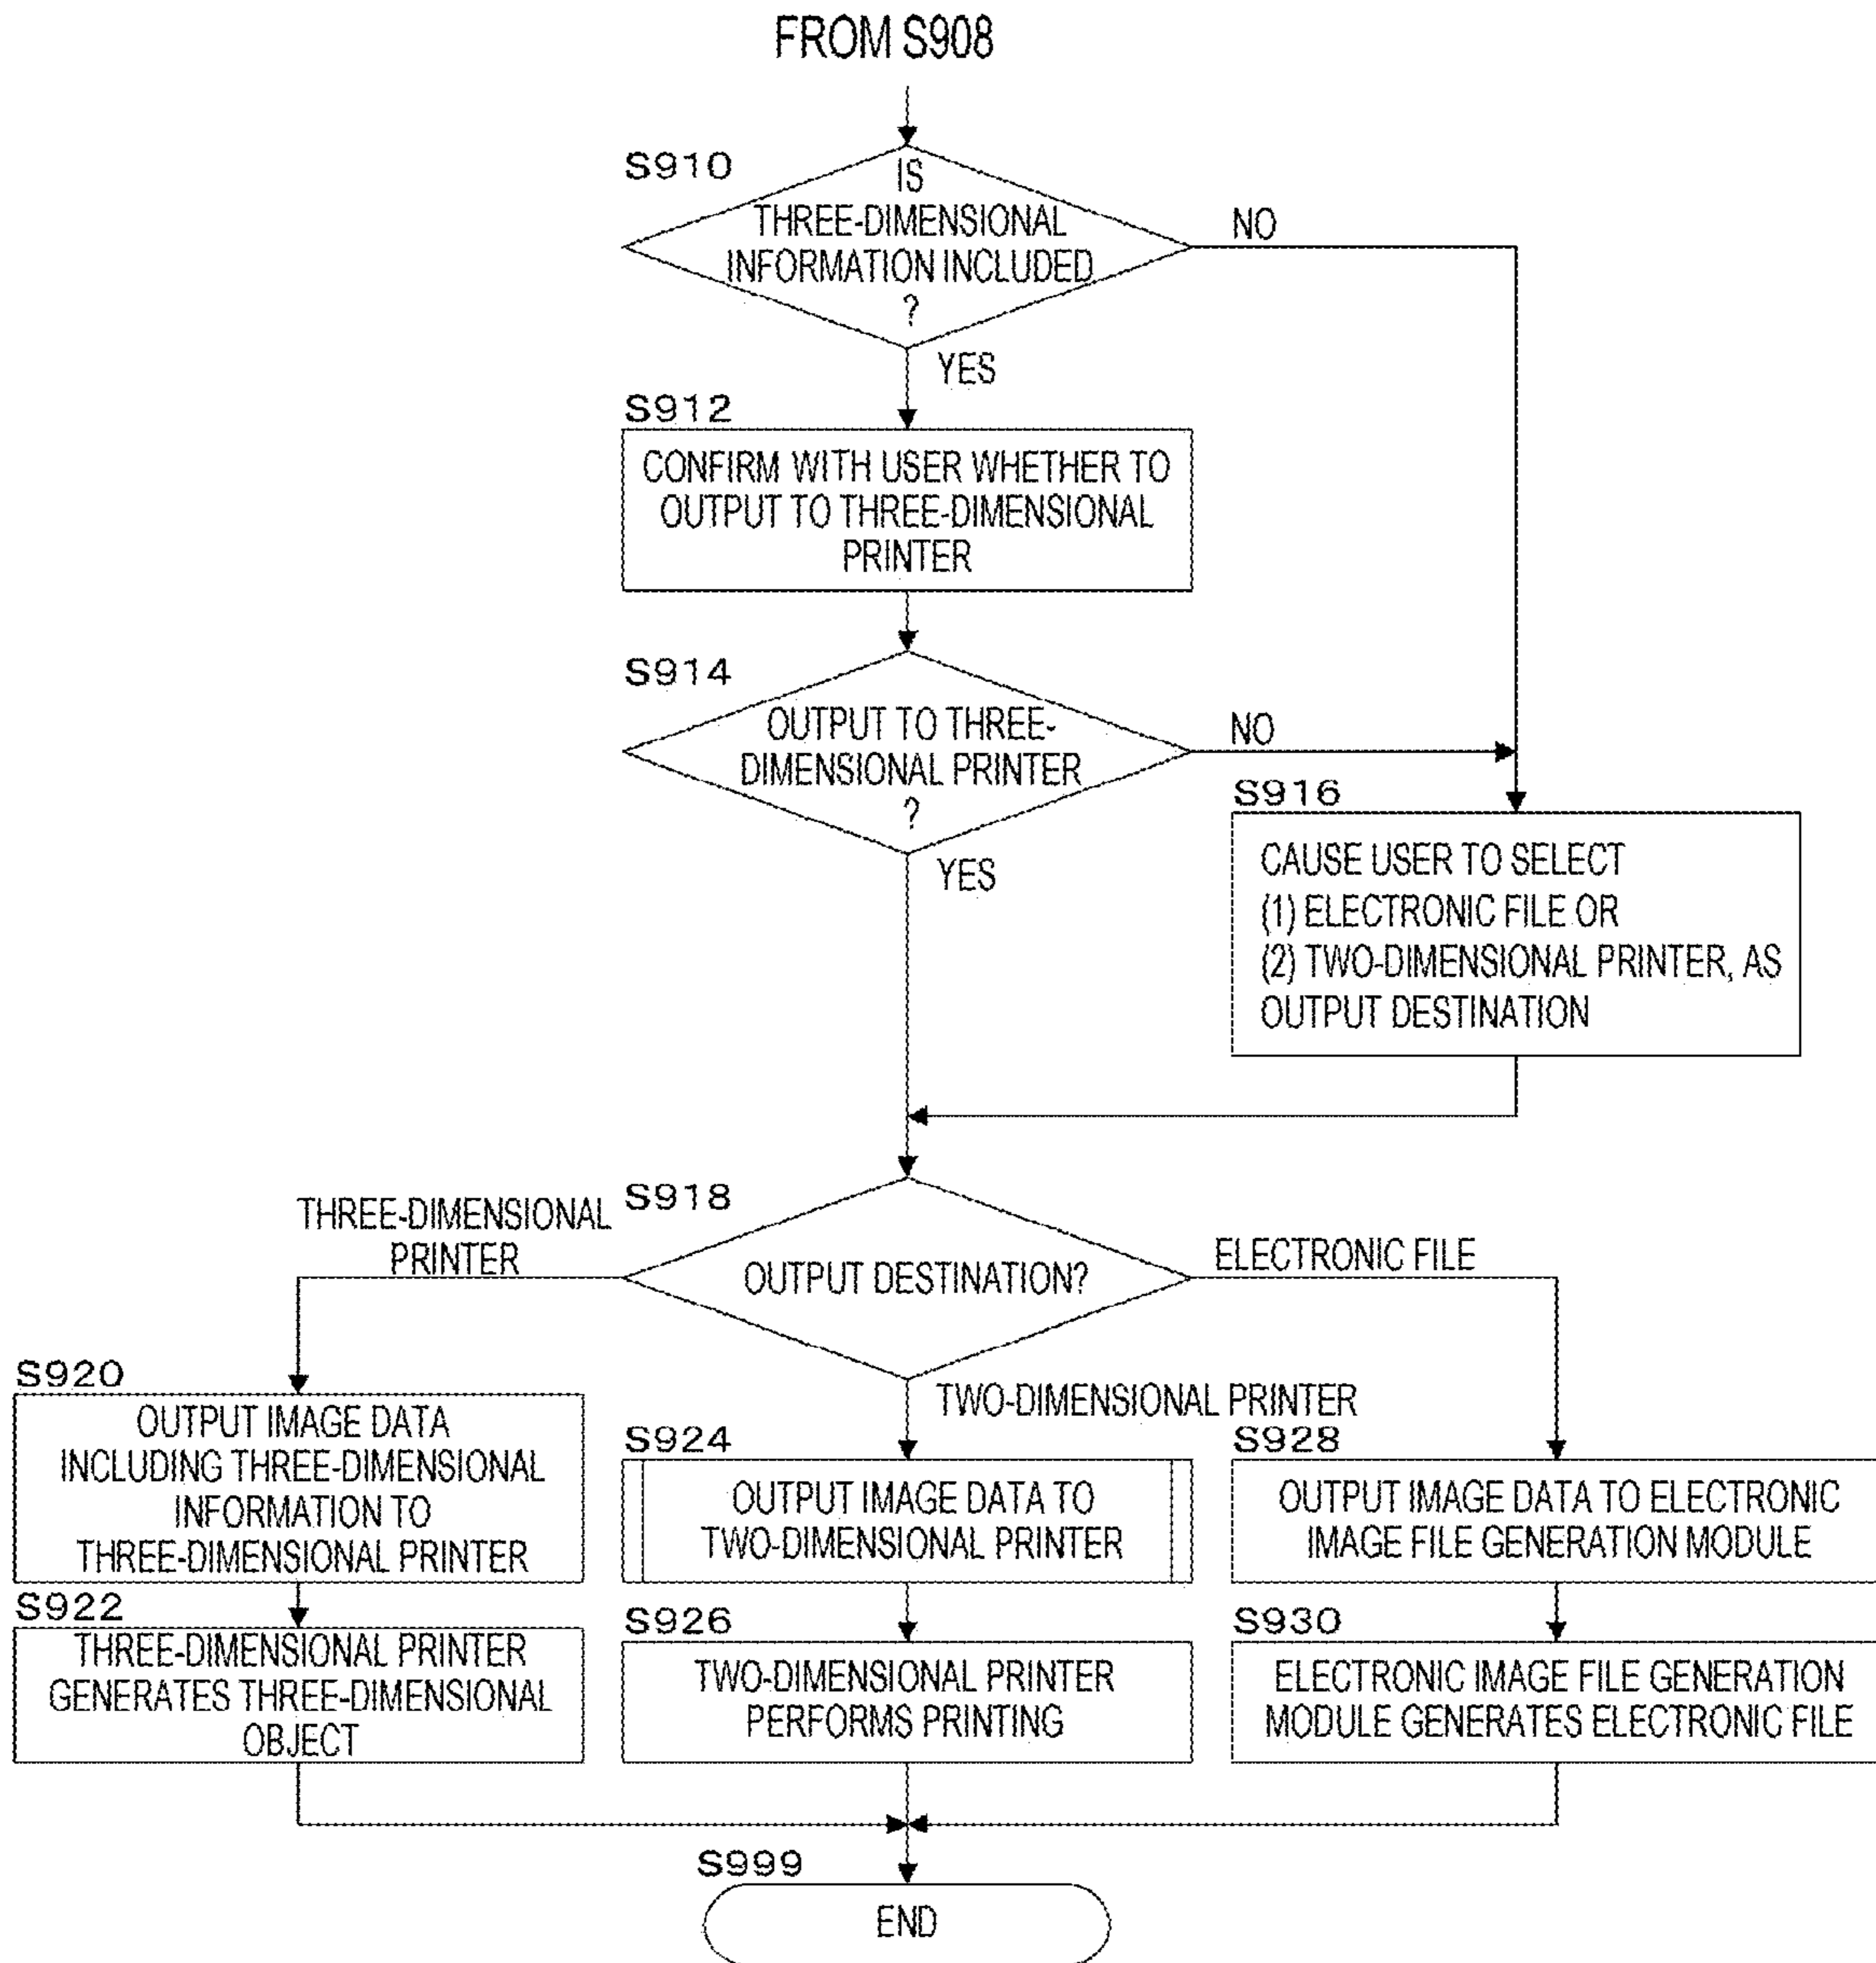 FROM S908
S910
IS
THREE-DIMENSIONAL
INFORMATION INCLUDED
?
NO
YES
S912
CONFIRM WITH USER WHETHER TO
OUTPUT TO THREE-DIMENSIONAL
PRINTER
S914
OUTPUT TO THREE-
DIMENSIONAL PRINTER
?
NO
YES
S916
CAUSE USER TO SELECT
(1) ELECTRONIC FILE OR
(2) TWO-DIMENSIONAL PRINTER, AS
OUTPUT DESTINATION
S918
OUTPUT DESTINATION?
THREE-DIMENSIONAL
PRINTER
ELECTRONIC FILE
TWO-DIMENSIONAL PRINTER
S920
OUTPUT IMAGE DATA
INCLUDING THREE-DIMENSIONAL
INFORMATION TO
THREE-DIMENSIONAL PRINTER
S922
THREE-DIMENSIONAL PRINTER
GENERATES THREE-DIMENSIONAL
OBJECT
S924
OUTPUT IMAGE DATA TO
TWO-DIMENSIONAL PRINTER
S926
TWO-DIMENSIONAL PRINTER
PERFORMS PRINTING
S928
OUTPUT IMAGE DATA TO ELECTRONIC
IMAGE FILE GENERATION MODULE
S930
ELECTRONIC IMAGE FILE GENERATION
MODULE GENERATES ELECTRONIC FILE
S999
END